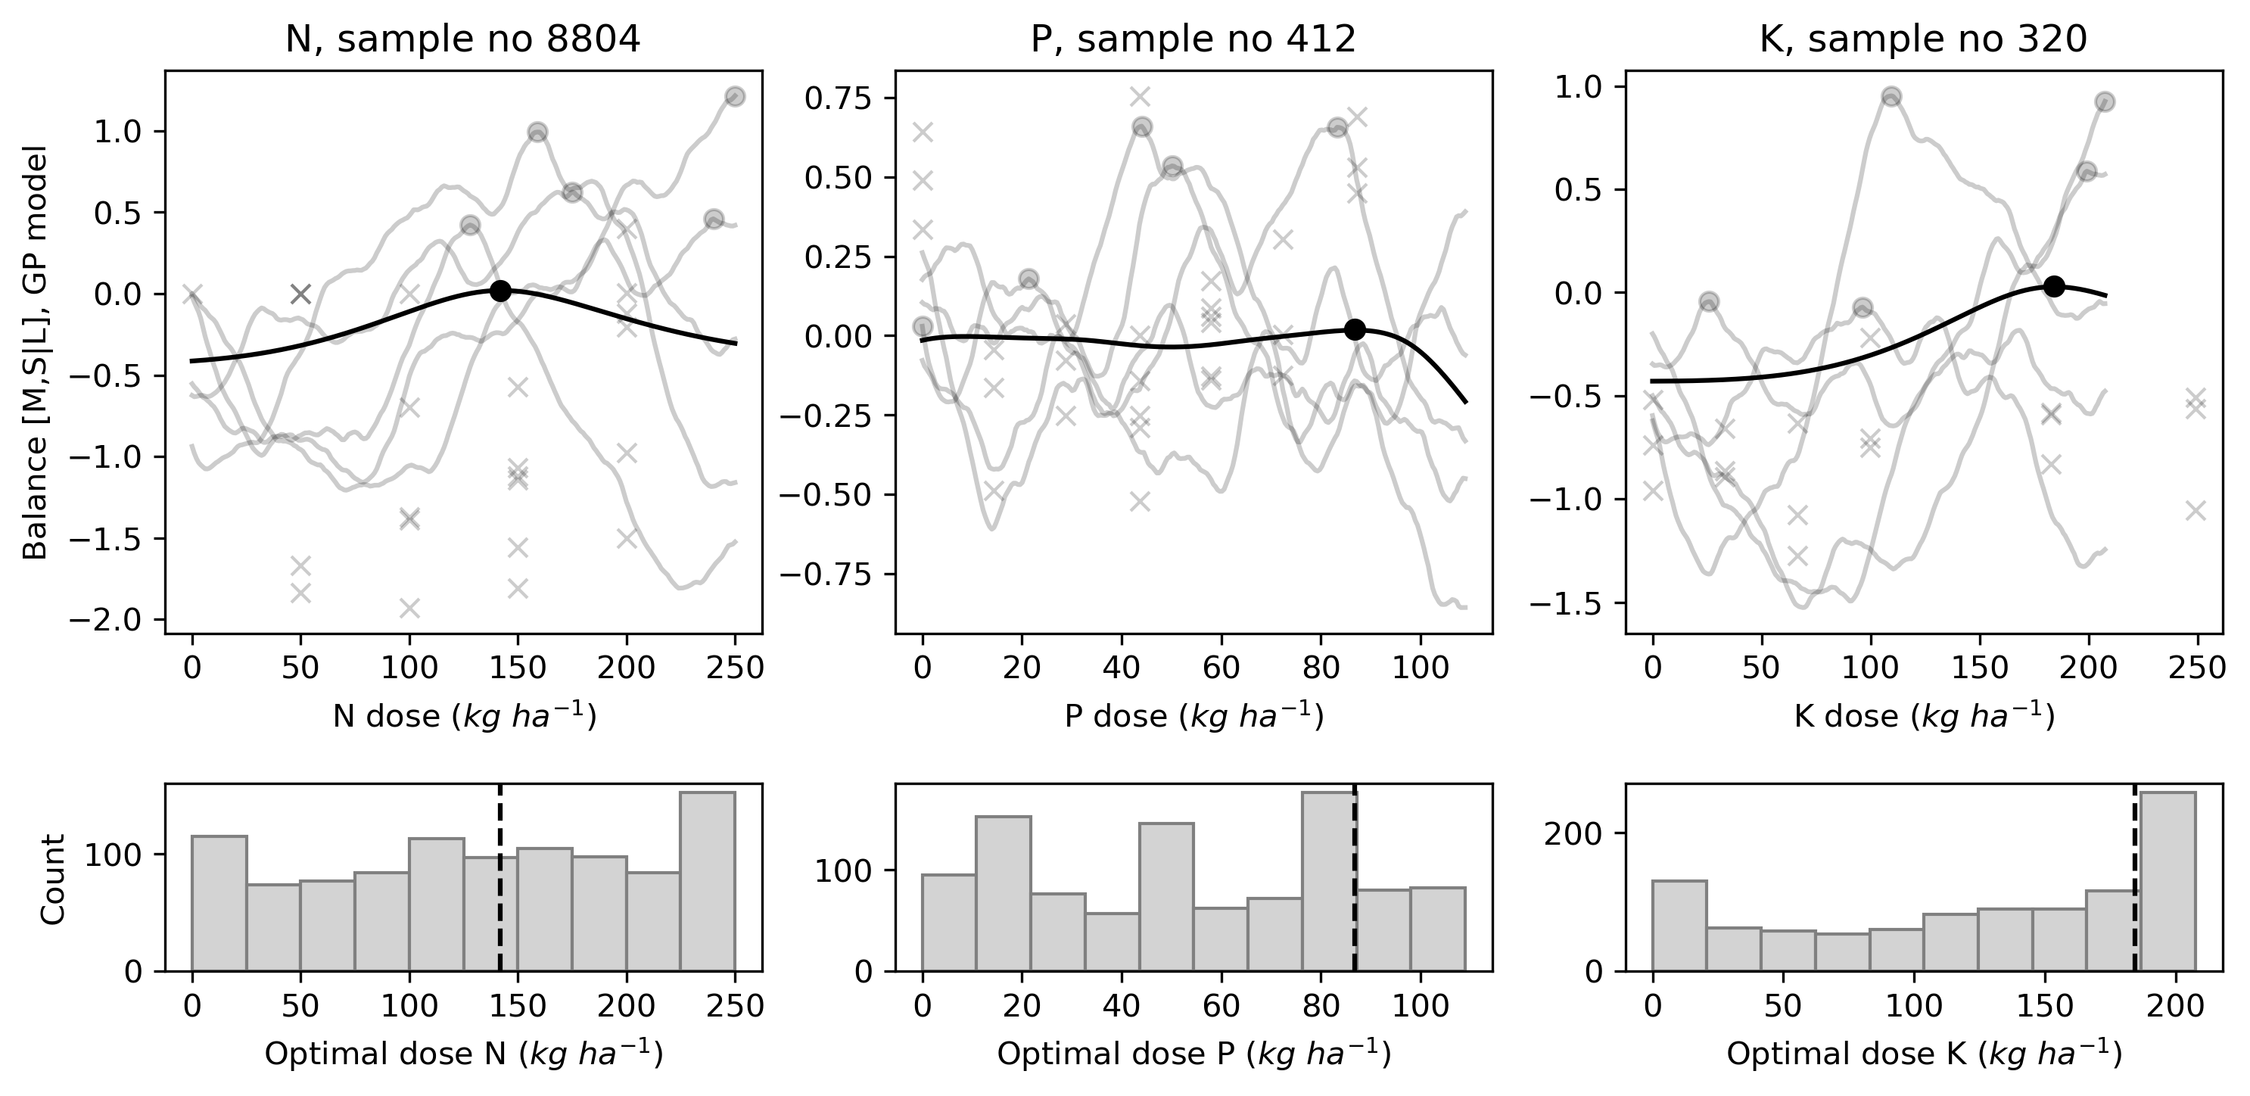 N, sample no 8804
P, sample no 412
K, sample no 320
Balance [M,S|L], GP model
1.0
0.5
0.0
−0.5
−1.0
−1.5
−2.0
0 50 100 150 200 250
N dose (kg ha−1)
0.75
0.50
0.25
0.00
−0.25
−0.50
−0.75
0 20 40 60 80 100
P dose (kg ha−1)
1.0
0.5
0.0
−0.5
−1.0
−1.5
0 50 100 150 200 250
K dose (kg ha−1)
Count
100
0
0 50 100 150 200 250
Optimal dose N (kg ha−1)
100
0
0 20 40 60 80 100
Optimal dose P (kg ha−1)
200
0
0 50 100 150 200
Optimal dose K (kg ha−1)